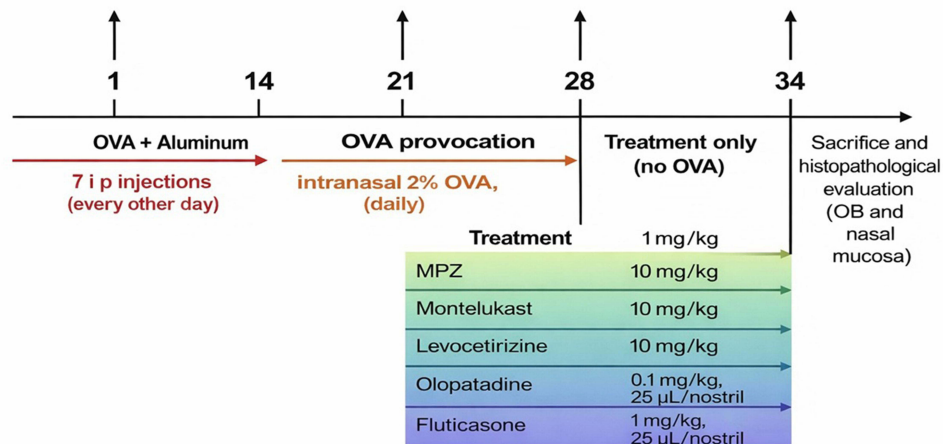 1
14
21
28
34
OVA + Aluminum
7 i p injections
(every other day)
OVA provocation
intranasal 2% OVA,
(daily)
Treatment only
(no OVA)
Sacrifice and
histopathological
evaluation
(OB and
nasal
mucosa)
Treatment 1 mg/kg
MPZ 10 mg/kg
Montelukast 10 mg/kg
Levocetirizine 10 mg/kg
Olopatadine 0.1 mg/kg,
25 µL/nostril
Fluticasone 1 mg/kg,
25 µL/nostril